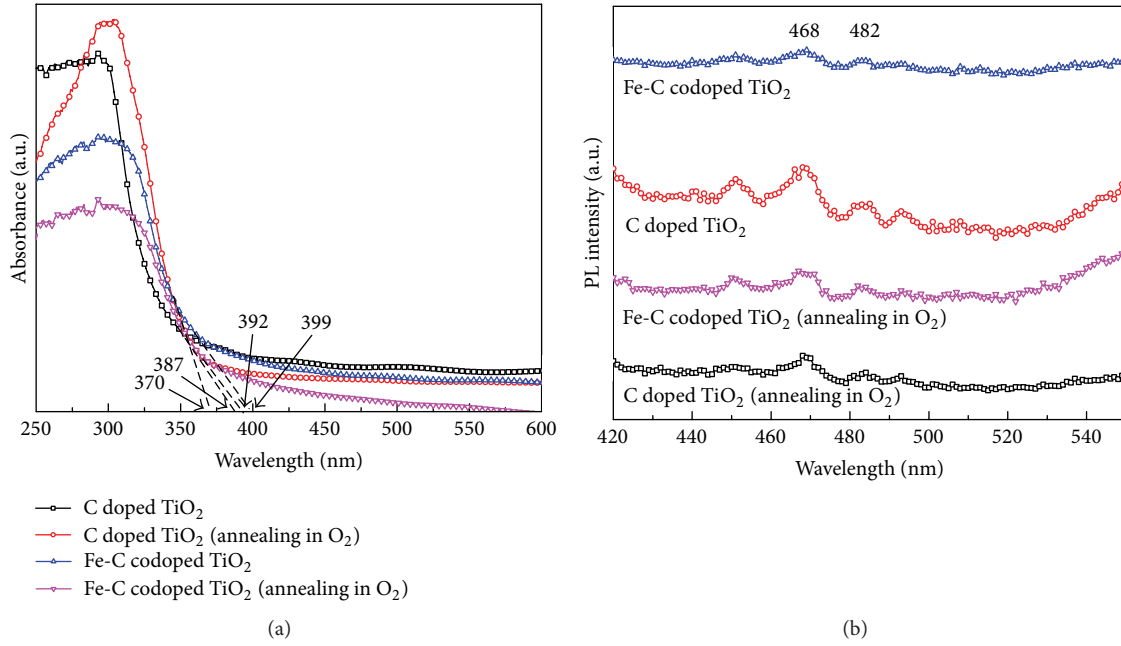 Absorbance (a.u.)
392
399
387
370
250 300 350 400 450 500 550 600
Wavelength (nm)
C doped TiO₂
C doped TiO₂ (annealing in O₂)
Fe-C codoped TiO₂
Fe-C codoped TiO₂ (annealing in O₂)
(a)
PL intensity (a.u.)
468 482
Fe-C codoped TiO₂
C doped TiO₂
Fe-C codoped TiO₂ (annealing in O₂)
C doped TiO₂ (annealing in O₂)
420 440 460 480 500 520 540
Wavelength (nm)
(b)